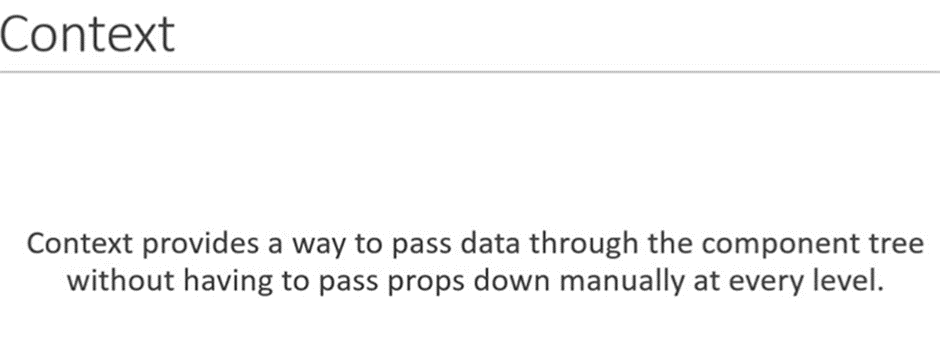 Context
Context provides a way to pass data through the component tree
without having to pass props down manually at every level.